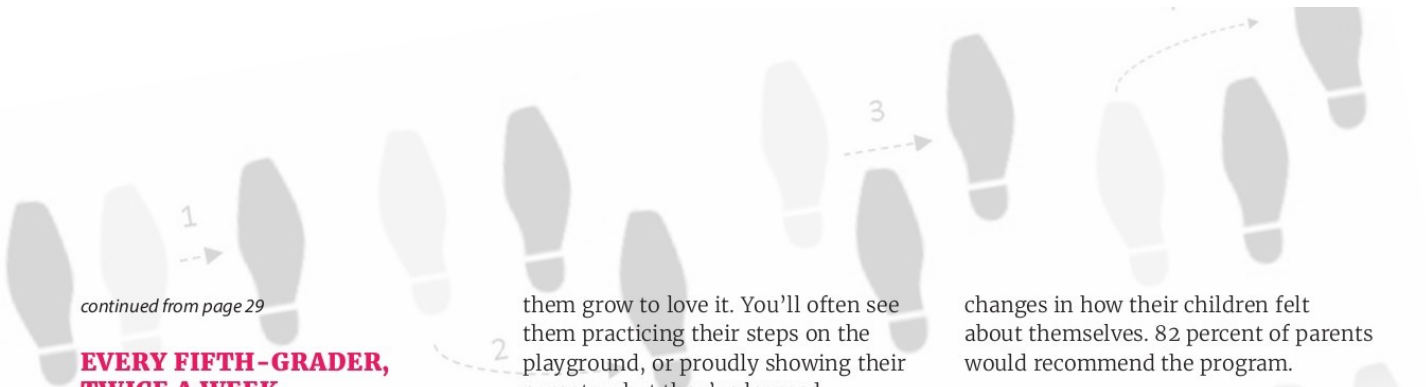 1
3
continued from page 29
EVERY FIFTH-GRADER,
TWICE A WEEK
2
them grow to love it. You’ll often see
them practicing their steps on the
playground, or proudly showing their
changes in how their children felt
about themselves. 82 percent of parents
would recommend the program.